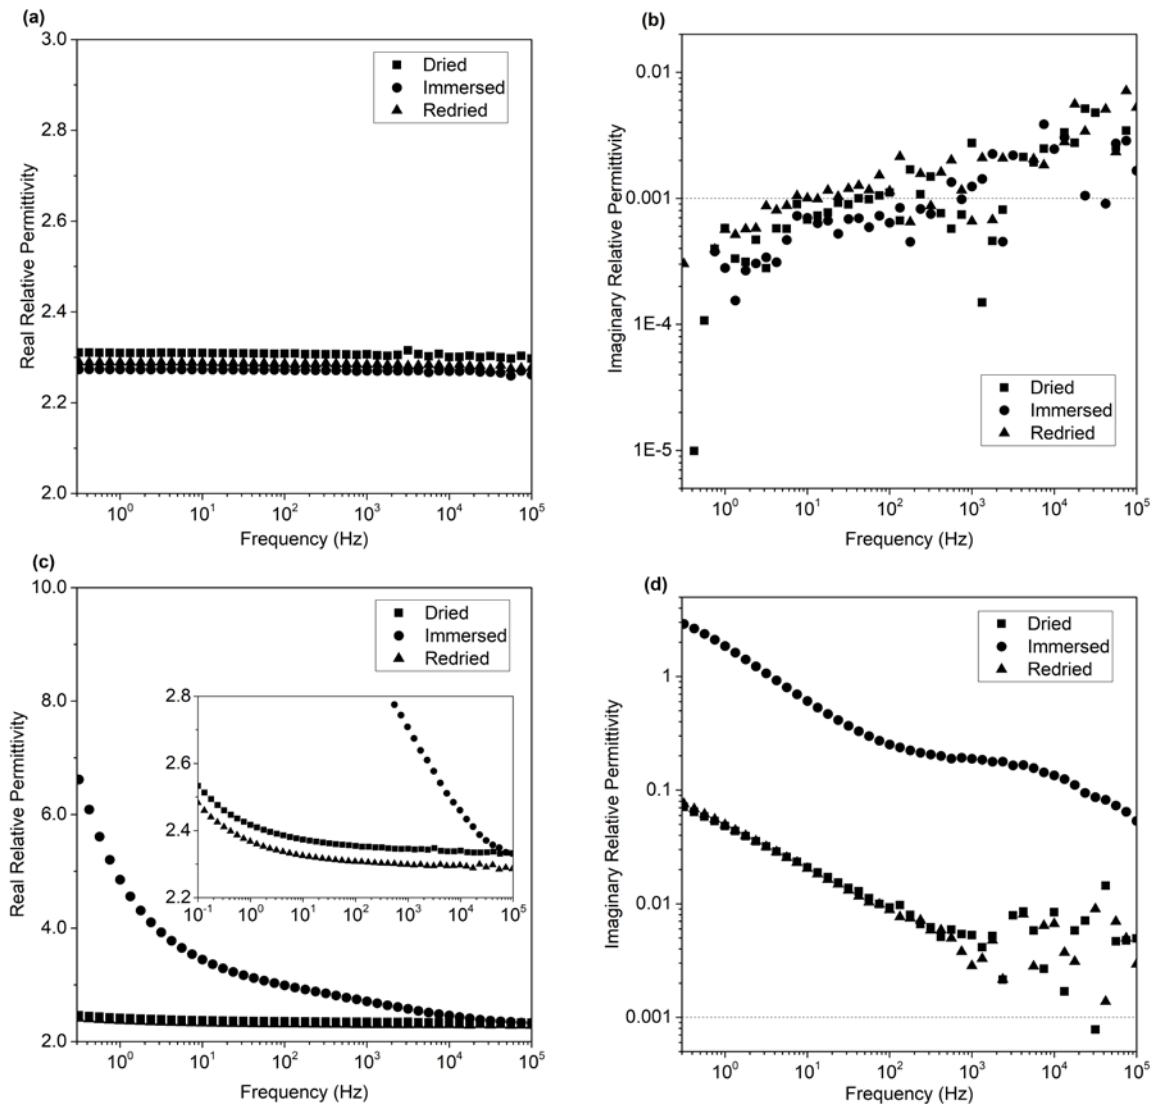 (a)
3.0
2.8
2.6
2.4
2.2
2.0
Real Relative Permittivity
Dried
Immersed
Redried
10^0 10^1 10^2 10^3 10^4 10^5
Frequency (Hz)
(b)
0.01
0.001
1E-4
1E-5
Imaginary Relative Permittivity
Dried
Immersed
Redried
10^0 10^1 10^2 10^3 10^4 10^5
Frequency (Hz)
(c)
10.0
8.0
6.0
4.0
2.0
Real Relative Permittivity
Dried
Immersed
Redried
2.8
2.6
2.4
2.2
10^-1 10^0 10^1 10^2 10^3 10^4 10^5
10^0 10^1 10^2 10^3 10^4 10^5
Frequency (Hz)
(d)
1
0.1
0.01
0.001
Imaginary Relative Permittivity
Dried
Immersed
Redried
10^0 10^1 10^2 10^3 10^4 10^5
Frequency (Hz)